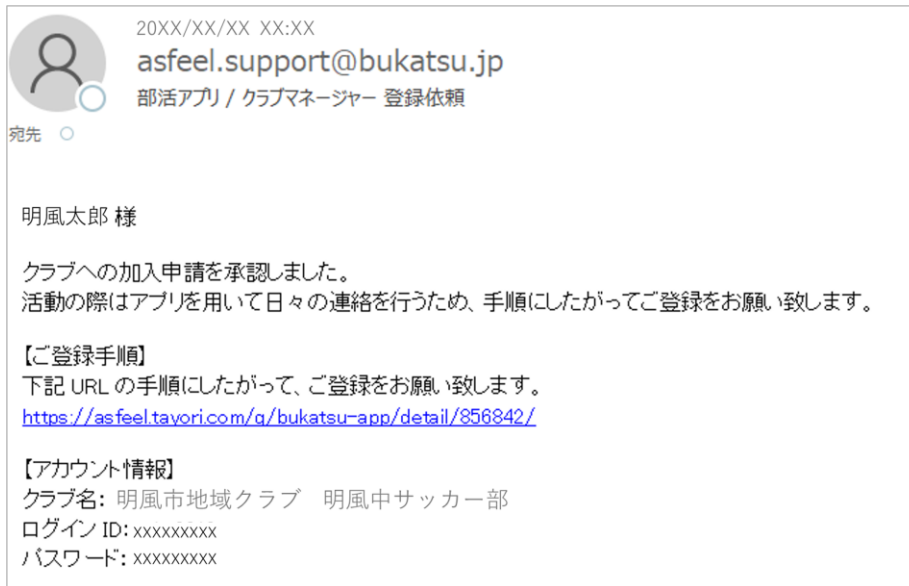 20XX/XX/XX XX:XX
asfeel.support@bukatsu.jp
部活アプリ / クラブマネージャー 登録依頼
宛先
明風太郎 様
クラブへの加入申請を承認しました。
活動の際はアプリを用いて日々の連絡を行うため、手順にしたがってご登録をお願い致します。
【ご登録手順】
下記 URL の手順にしたがって、ご登録をお願い致します。
https://asfeel.tayori.com/q/bukatsu-app/detail/856842/
【アカウント情報】
クラブ名: 明風市地域クラブ　明風中サッカー部
ログイン ID: xxxxxxxxx
パスワード: xxxxxxxxx